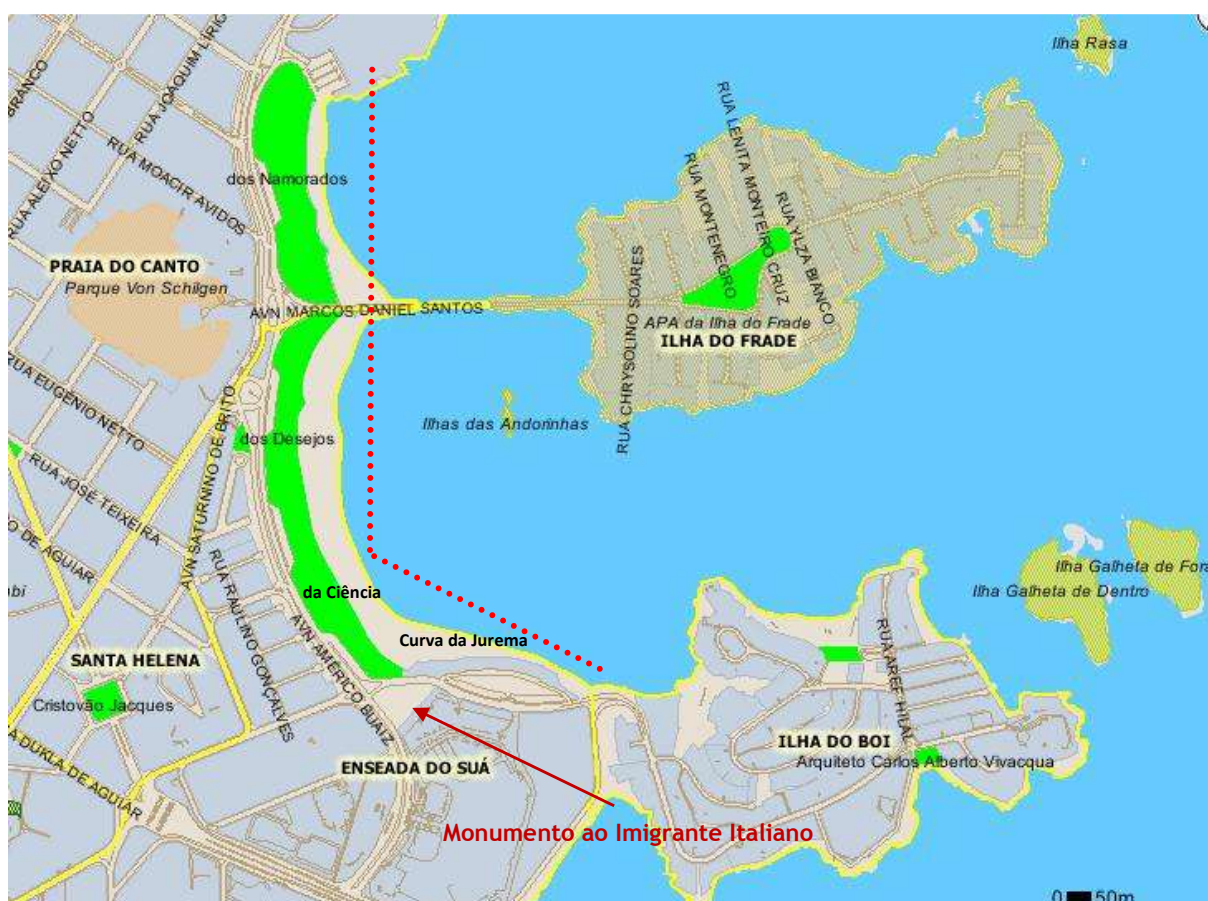 Ilha Rasa
RUA JOAQUIM LIRIO
BRANCO
RUA ALEIXO NETTO
RUA MOACIR AVIDOS
dos Namorados
RUA LENITA MONTEIRO CRUZ
RUA MONTENEGRO
RUA YLZA BIANCO
PRAIA DO CANTO
Parque Von Schilgen
AVN MARCOS DANIEL SANTOS
RUA CHRYSOLINO SOARES
APA da Ilha do Frade
ILHA DO FRADE
RUA EUGENIO NETTO
AVN SATURNINO DE BRITO
dos Desejos
Ilhas das Andorinhas
RUA JOSÉ TEIXEIRA
O DE AGUIAR
RUA RAULINO GONÇALVES
da Ciência
Ilha Galheta de Fora
Ilha Galheta de Dentro
Curva da Jurema
AVN AMÉRICO BUAIZ
RUA AREF HILAL
SANTA HELENA
Cristovão Jacques
ILHA DO BOI
Arquiteto Carlos Alberto Vivacqua
A DUKLA DE AGUIAR
ENSEADA DO SUÁ
Monumento ao Imigrante Italiano
0 50m